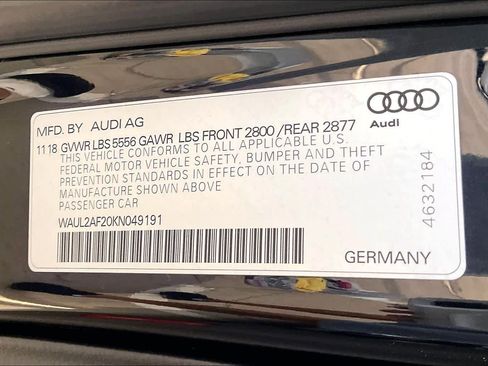 MFD. BY AUDI AG
11 18 GVWR LBS 5556 GAWR LBS FRONT 2800 / REAR 2877
THIS VEHICLE CONFORMS TO ALL APPLICABLE U.S.
FEDERAL MOTOR VEHICLE SAFETY, BUMPER AND THEFT
PREVENTION STANDARDS IN EFFECT ON THE DATE OF
MANUFACTURE SHOWN ABOVE
PASSENGER CAR
WAUL2AF20KN049191
Audi
4632184
GERMANY